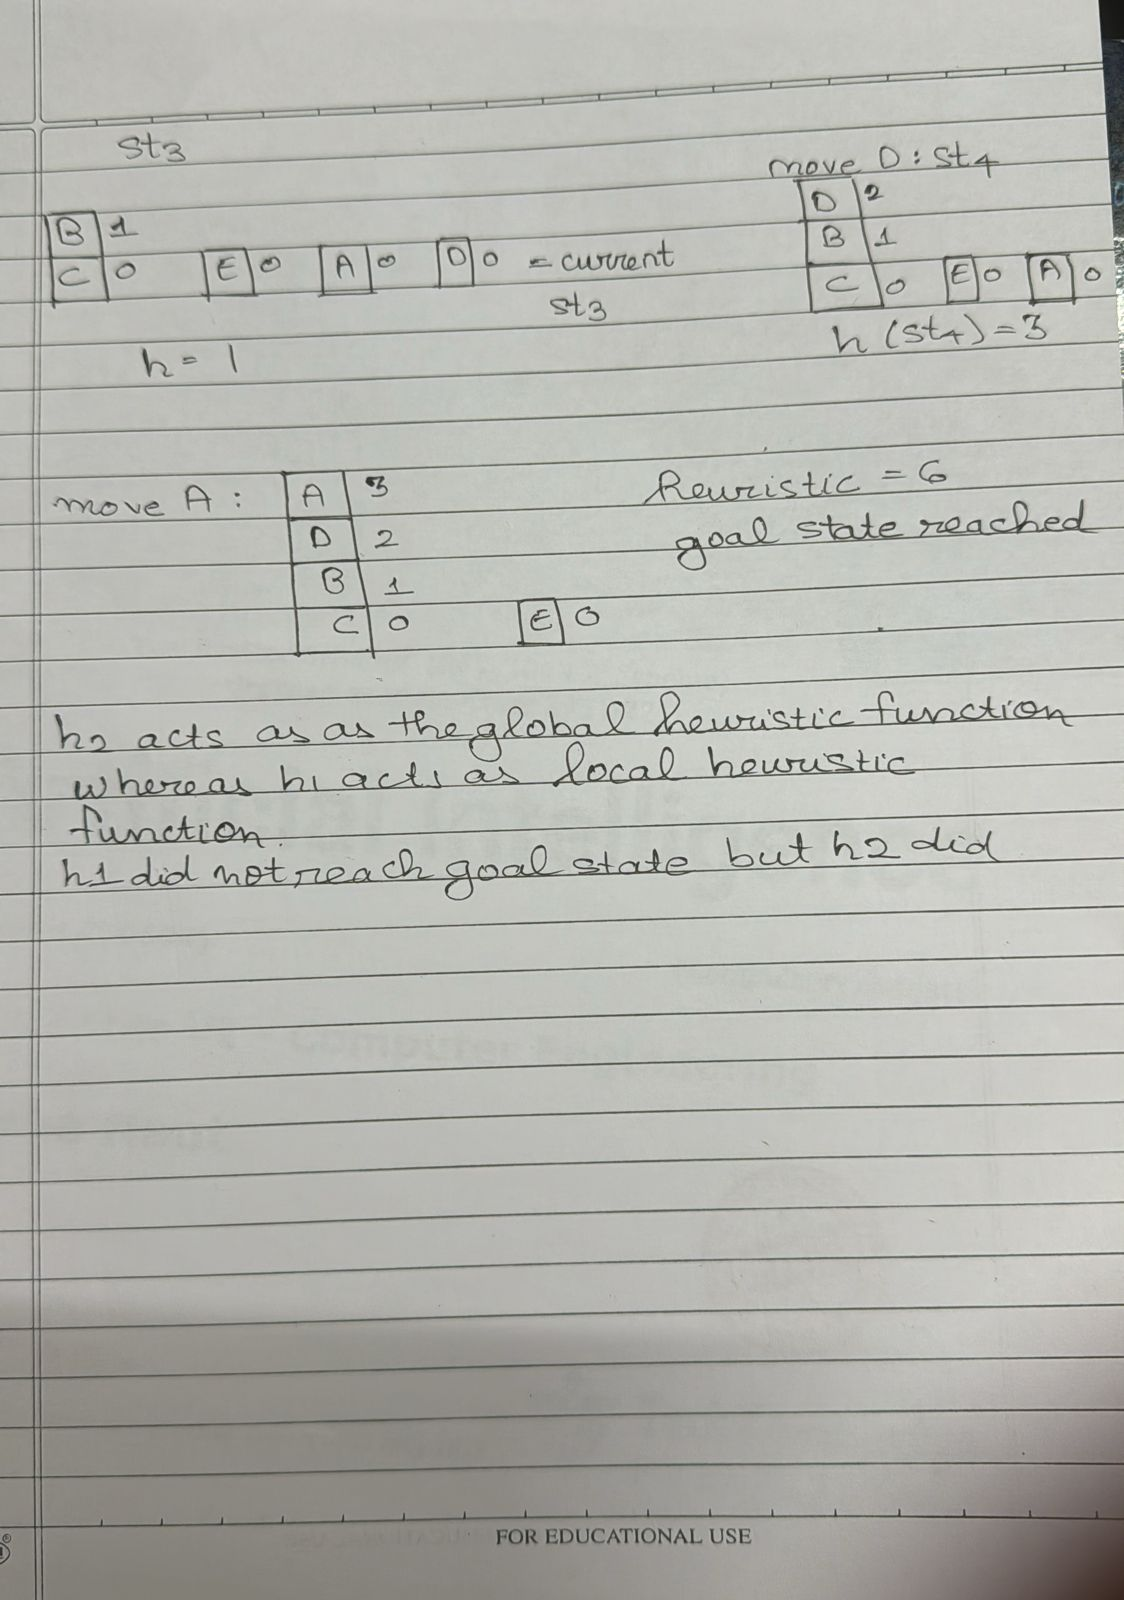 st3
move D : st4
B 1
C 0 E 0 A 0 D 0 = current
st3
h = 1
D 2
B 1
C 0 E 0 A 0
h (st4) = 3
move A :
A 3
D 2
B 1
C 0 E 0
Heuristic = 6
goal state reached
h2 acts as as the global heuristic function
whereas h1 acts as local heuristic
function.
h1 did not reach goal state but h2 did
FOR EDUCATIONAL USE